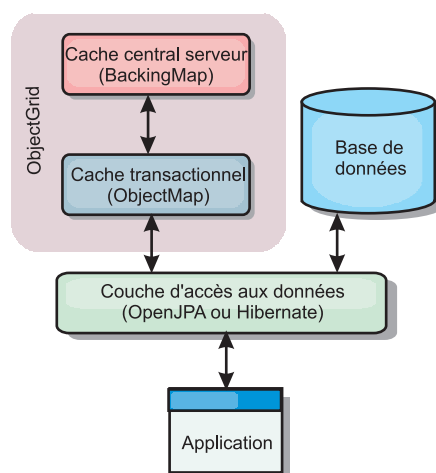 Cache central serveur
(BackingMap)
ObjectGrid
Cache transactionnel
(ObjectMap)
Base de
données
Couche d'accès aux données
(OpenJPA ou Hibernate)
Application